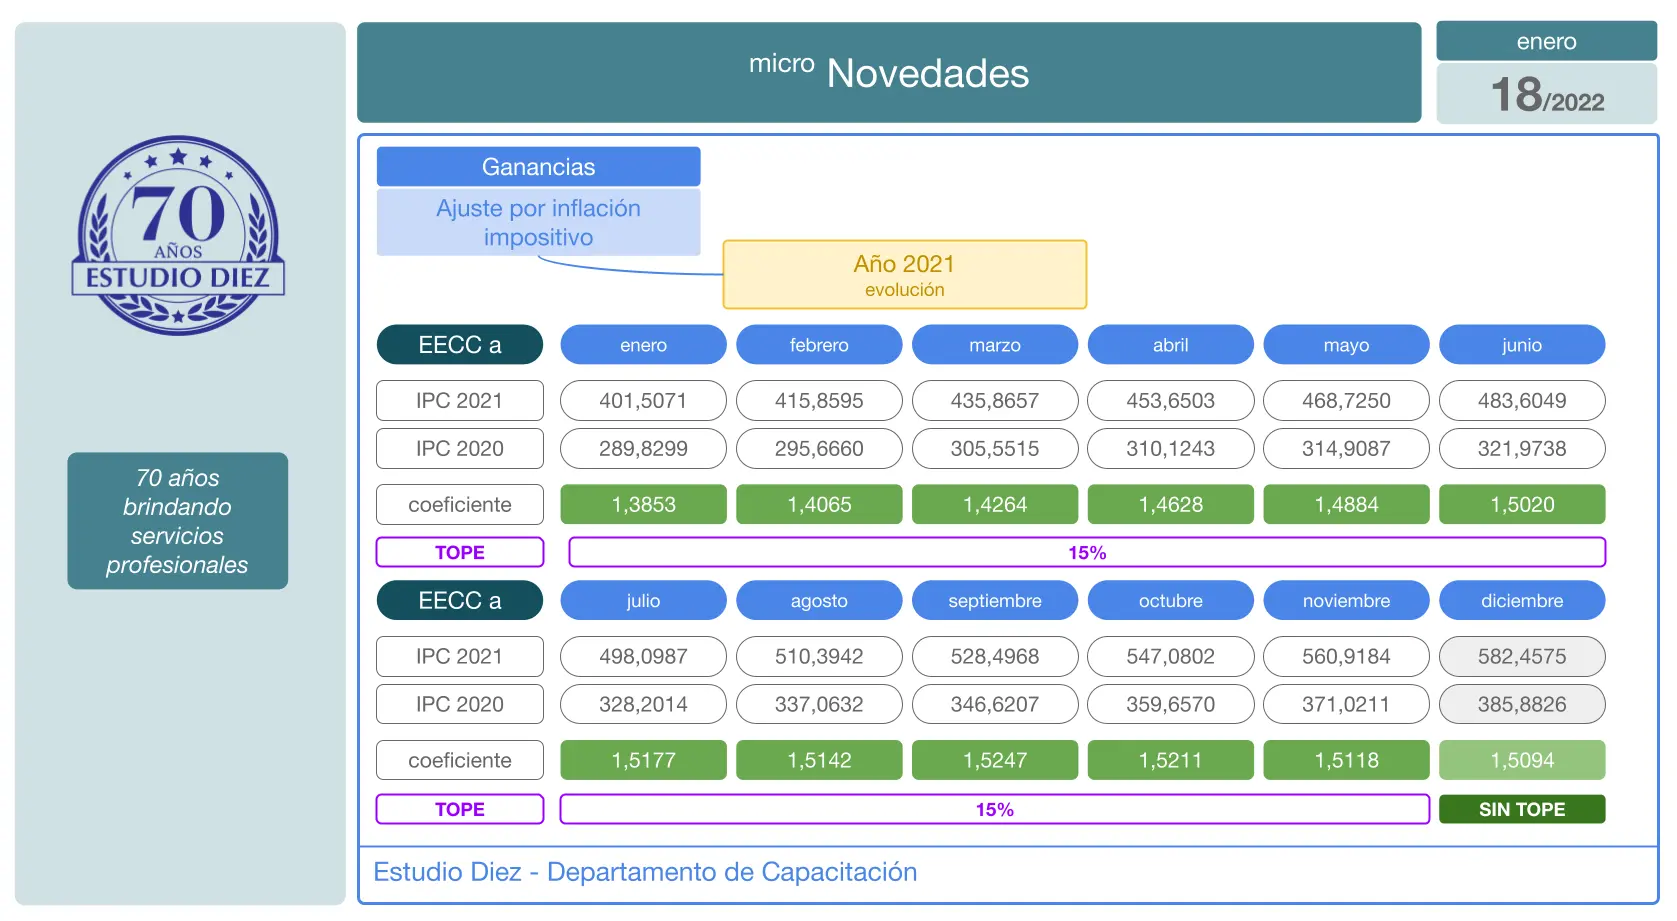 micro Novedades
enero
18/2022
70
AÑOS
ESTUDIO DIEZ
70 años
brindando
servicios
profesionales
Ganancias
Ajuste por inflación
impositivo
Año 2021
evolución
EECC a enero febrero marzo abril mayo junio
IPC 2021 401,5071 415,8595 435,8657 453,6503 468,7250 483,6049
IPC 2020 289,8299 295,6660 305,5515 310,1243 314,9087 321,9738
coeficiente 1,3853 1,4065 1,4264 1,4628 1,4884 1,5020
TOPE 15%
EECC a julio agosto septiembre octubre noviembre diciembre
IPC 2021 498,0987 510,3942 528,4968 547,0802 560,9184 582,4575
IPC 2020 328,2014 337,0632 346,6207 359,6570 371,0211 385,8826
coeficiente 1,5177 1,5142 1,5247 1,5211 1,5118 1,5094
TOPE 15% SIN TOPE
Estudio Diez - Departamento de Capacitación